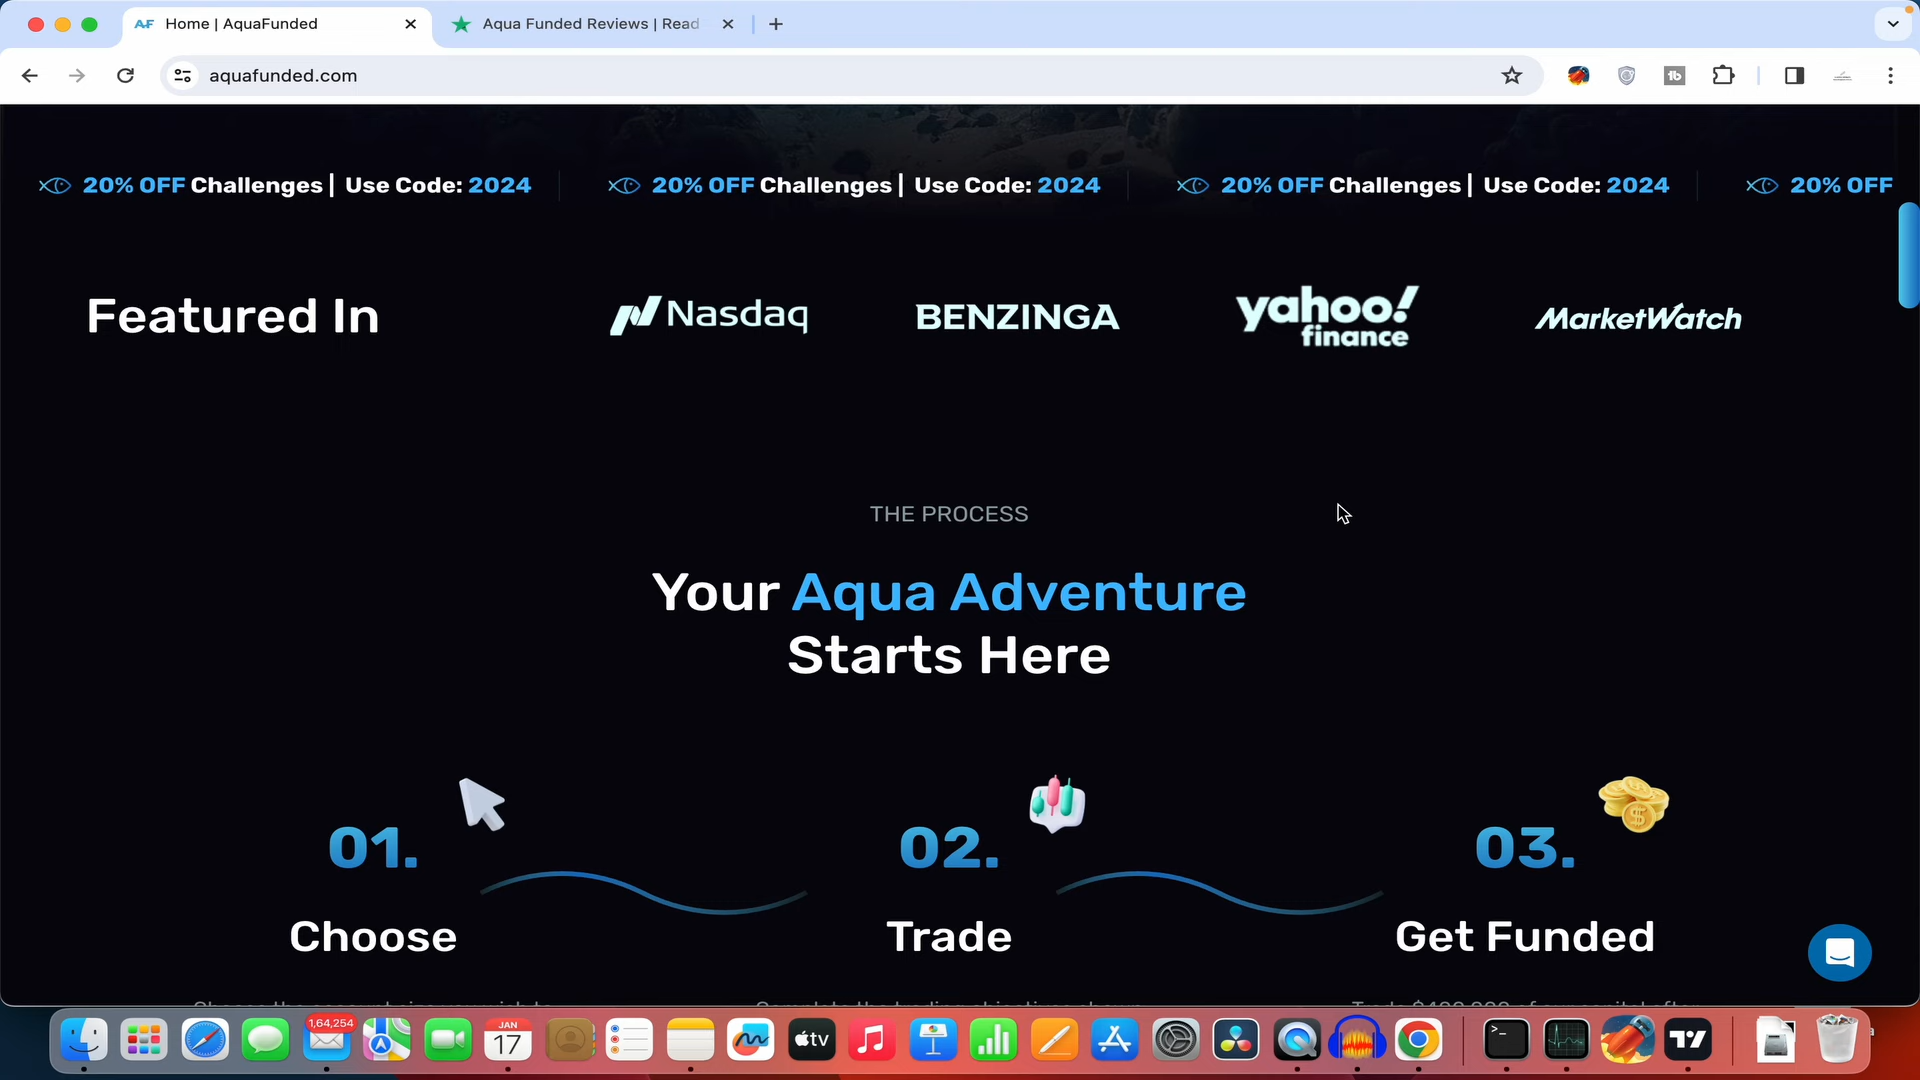 Home | AquaFunded
Aqua Funded Reviews | Read
aquafunded.com
20% OFF Challenges | Use Code: 2024
20% OFF Challenges | Use Code: 2024
20% OFF Challenges | Use Code: 2024
20% OFF
Featured In
Nasdaq
BENZINGA
yahoo!
finance
MarketWatch
THE PROCESS
Your Aqua Adventure
Starts Here
01.
02.
03.
Choose
Trade
Get Funded
1,64,254
JAN
17
tv